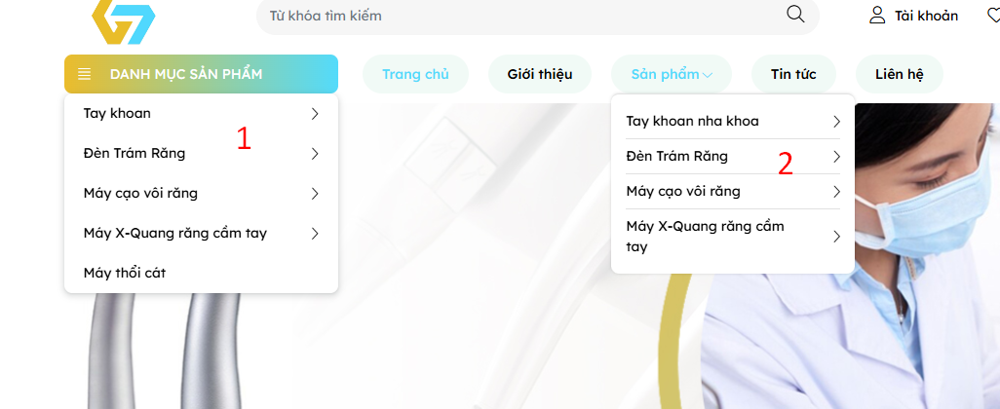 Từ khóa tìm kiếm
Tài khoản
DANH MỤC SẢN PHẨM
Trang chủ
Giới thiệu
Sản phẩm
Tin tức
Liên hệ
Tay khoan
1
Đèn Trám Răng
Máy cạo vôi răng
Máy X-Quang răng cầm tay
Máy thổi cát
Tay khoan nha khoa
Đèn Trám Răng
2
Máy cạo vôi răng
Máy X-Quang răng cầm
tay